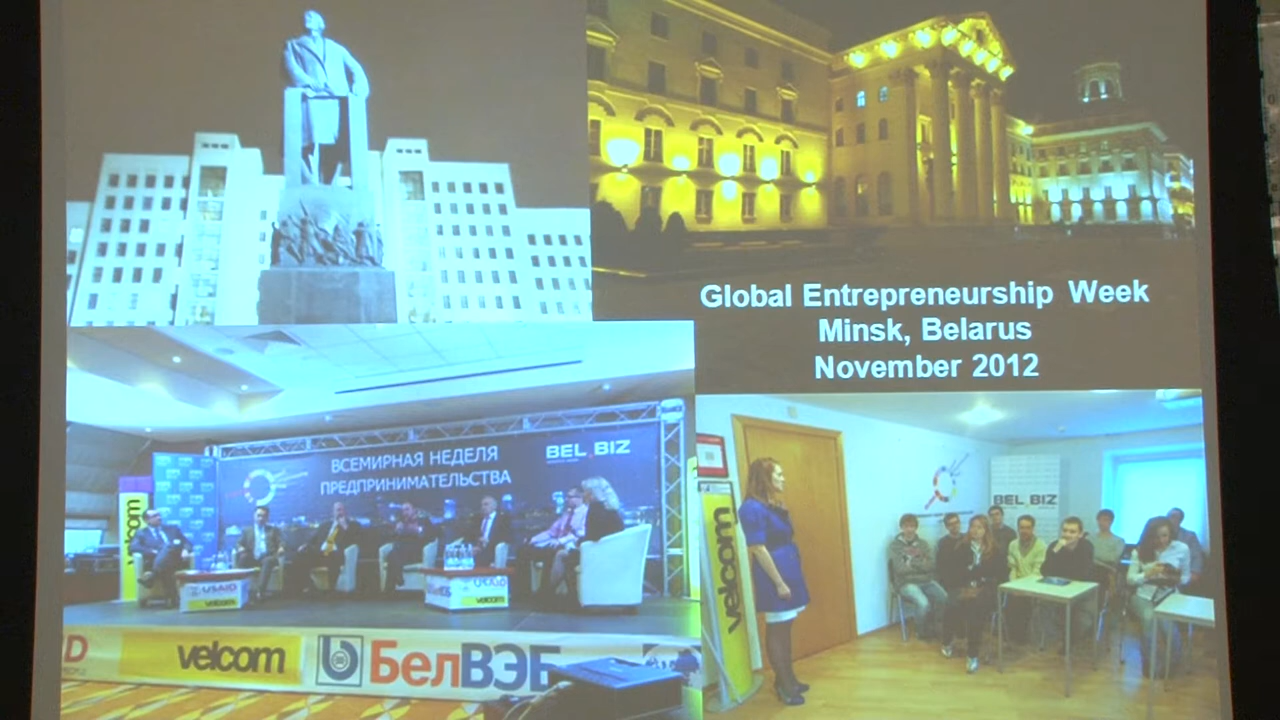 Global Entrepreneurship Week
Minsk, Belarus
November 2012
ВСЕМИРНАЯ НЕДЕЛЯ
ПРЕДПРИНИМАТЕЛЬСТВА
BEL.BIZ
velcom
USAID
velcom
velcom
D
velcom
БелВЭБ
BEL BIZ
velcom